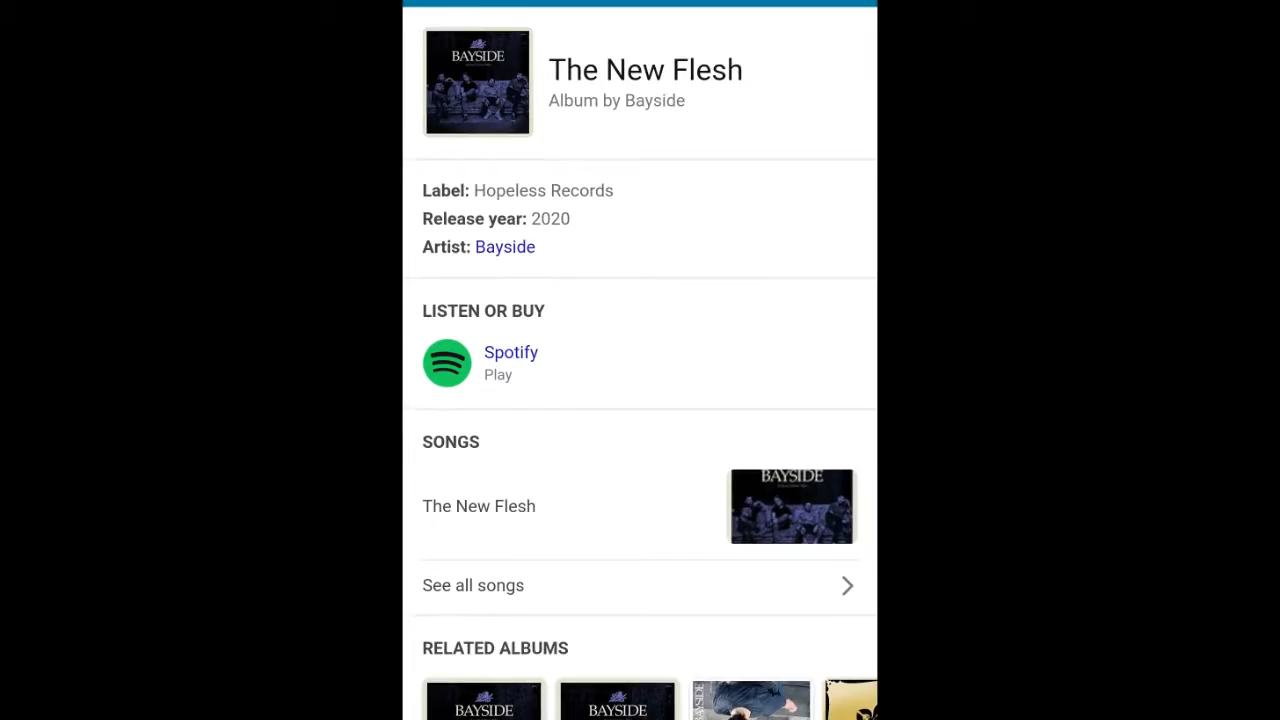 BAYSIDE
The New Flesh
Album by Bayside
Label: Hopeless Records
Release year: 2020
Artist: Bayside
LISTEN OR BUY
Spotify
Play
SONGS
BAYSIDE
The New Flesh
See all songs
RELATED ALBUMS
BAYSIDE
BAYSIDE
BAYSIDE